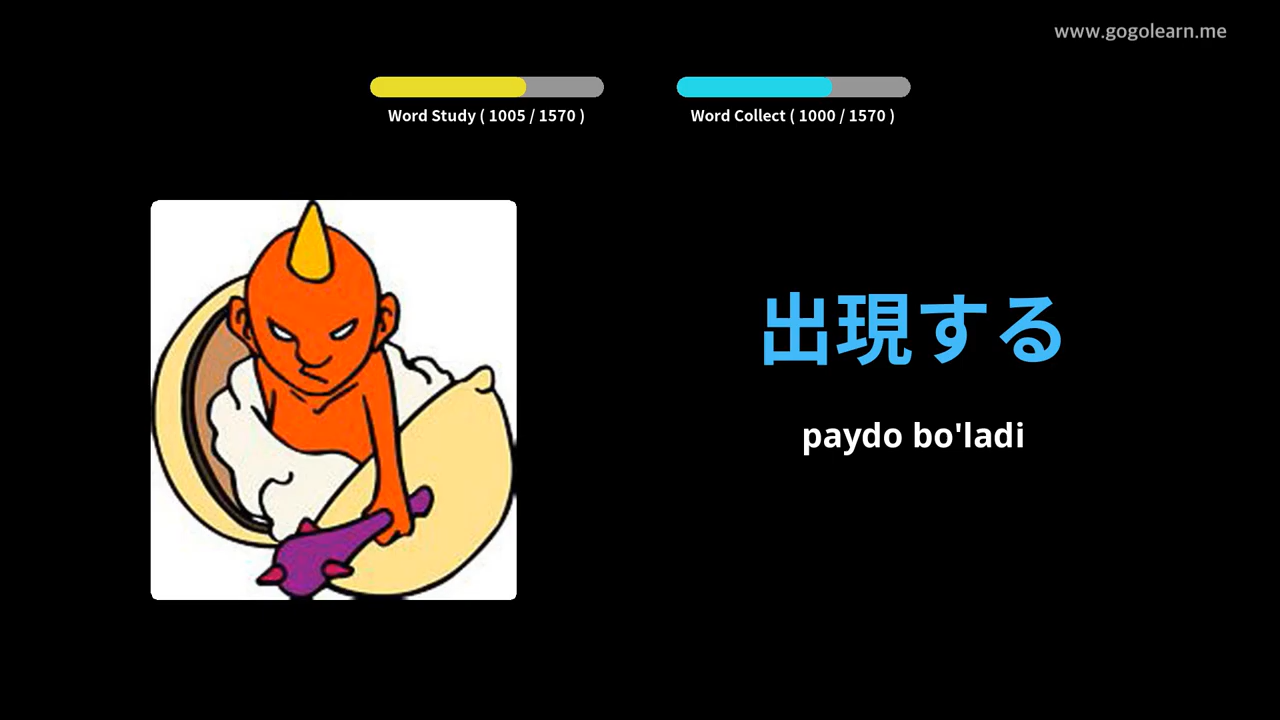 www.gogolearn.me
Word Study ( 1005 / 1570 )
Word Collect ( 1000 / 1570 )
出現する
paydo bo'ladi